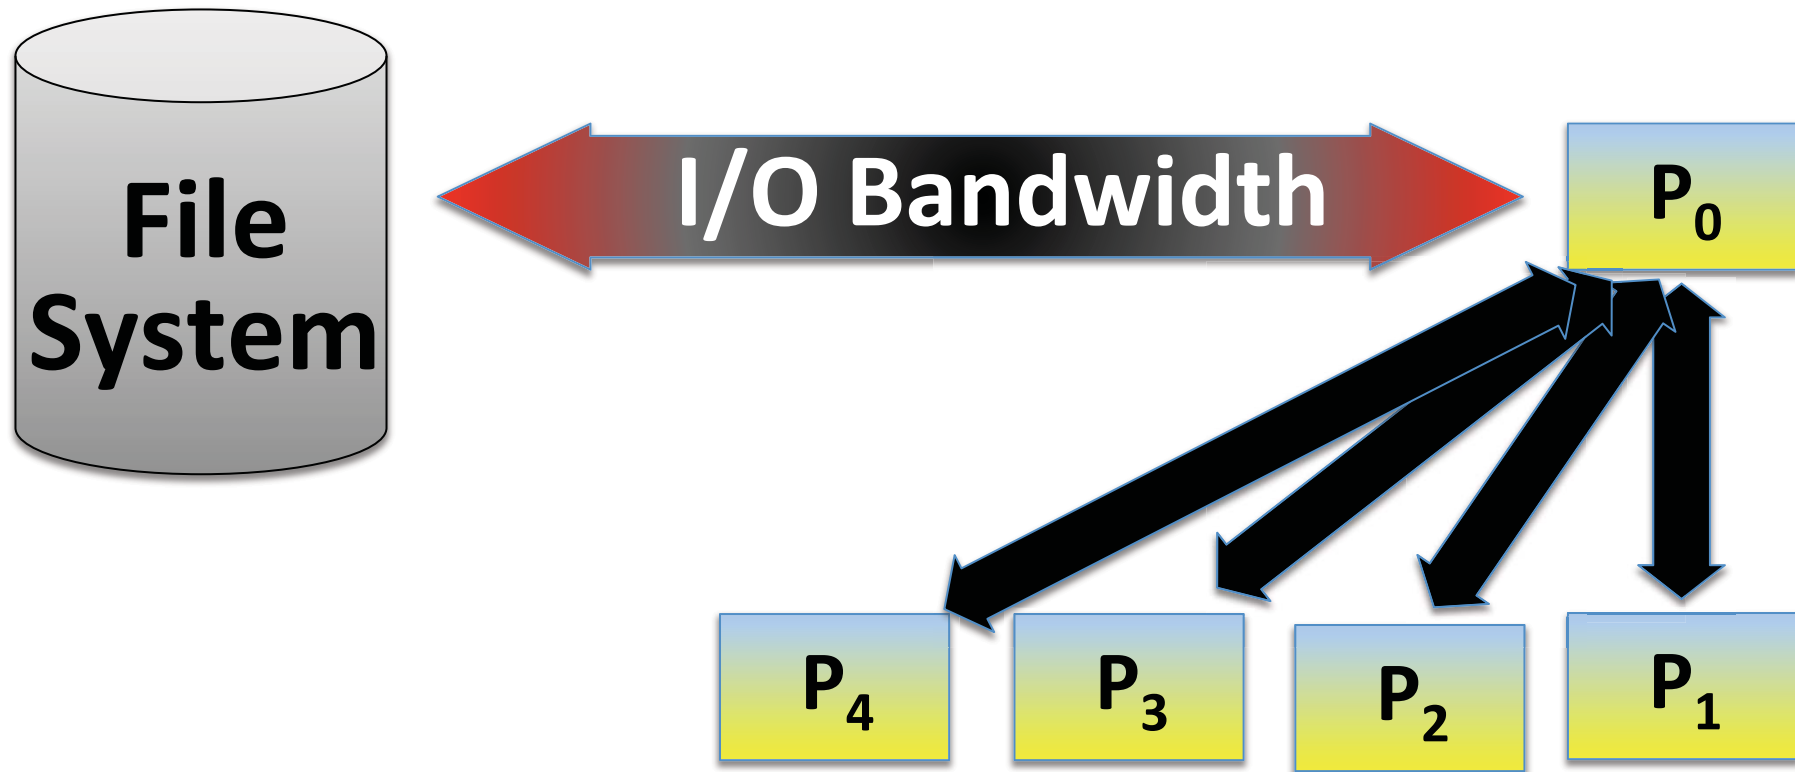 File
System
I/O Bandwidth
P0
P4
P3
P2
P1